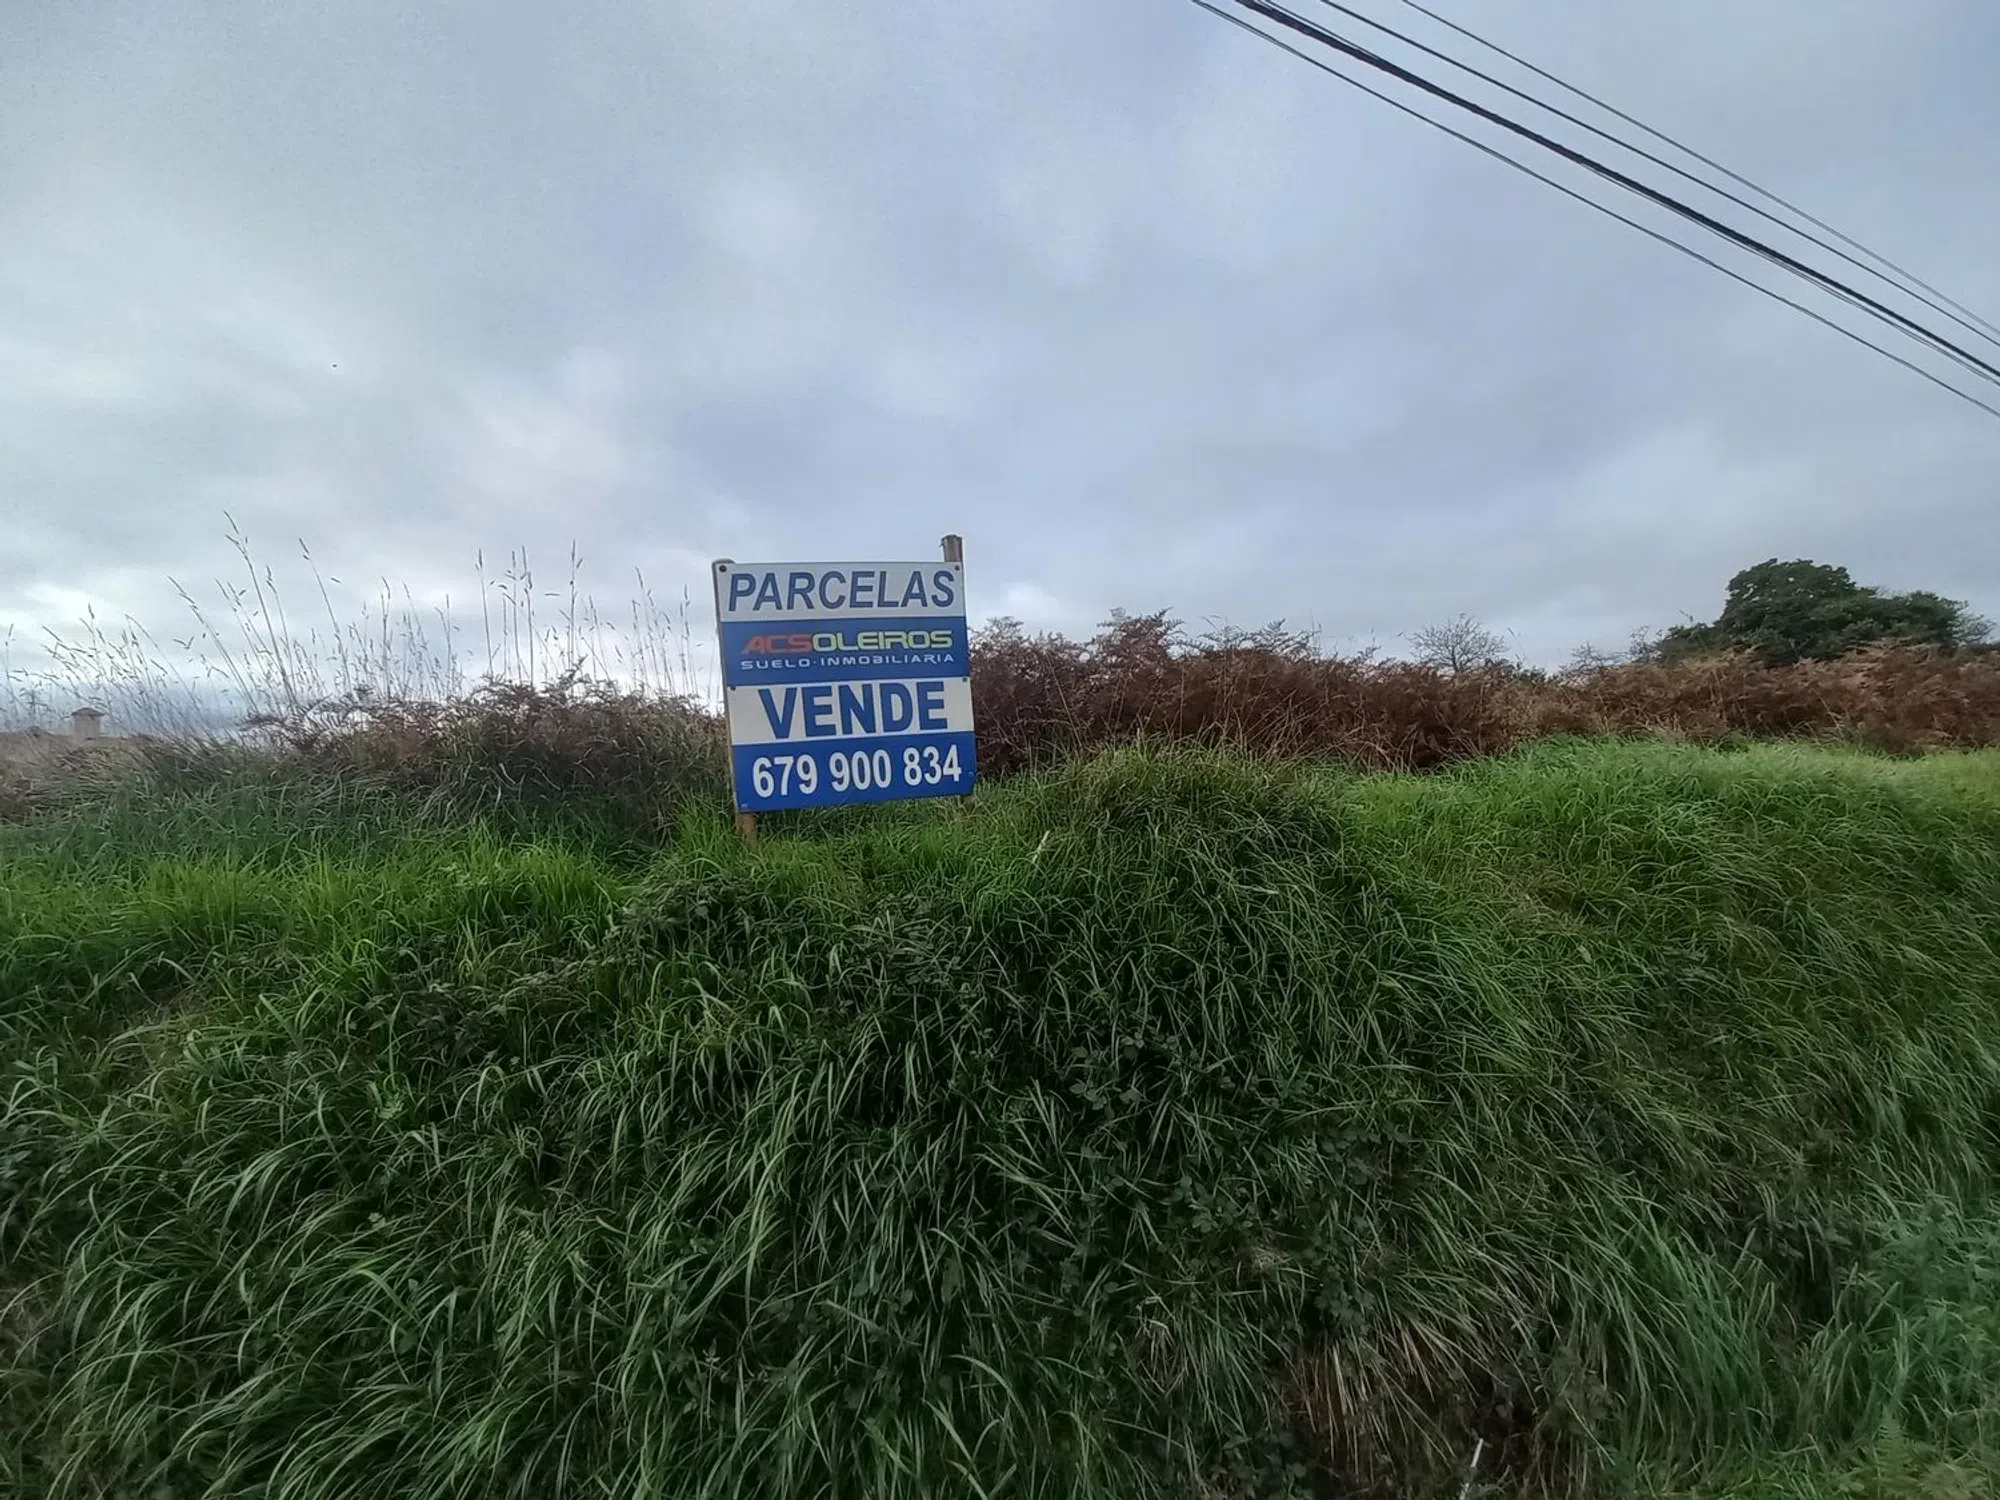 PARCELAS
ACSOLEIROS
SUELO·INMOBILIARIA
VENDE
679 900 834